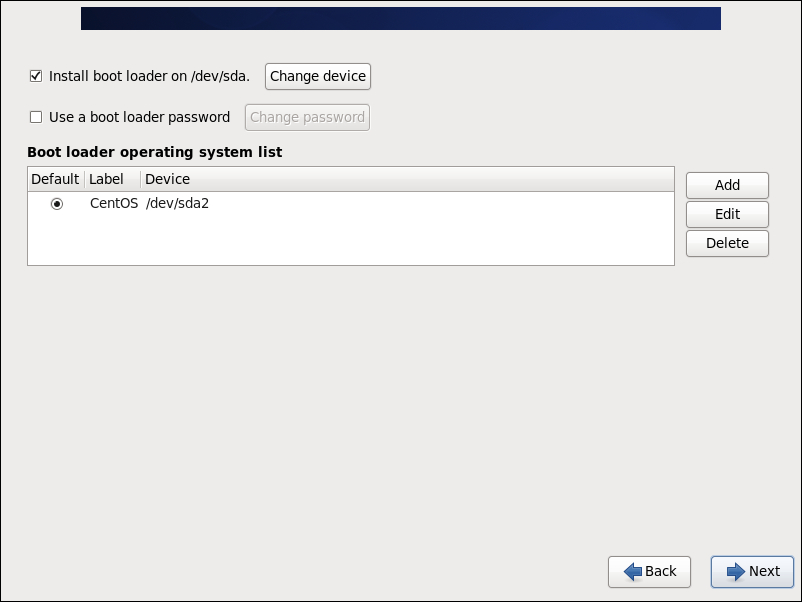 Install boot loader on /dev/sda. Change device
Use a boot loader password Change password
Boot loader operating system list
Default Label Device
CentOS /dev/sda2
Add
Edit
Delete
Back Next